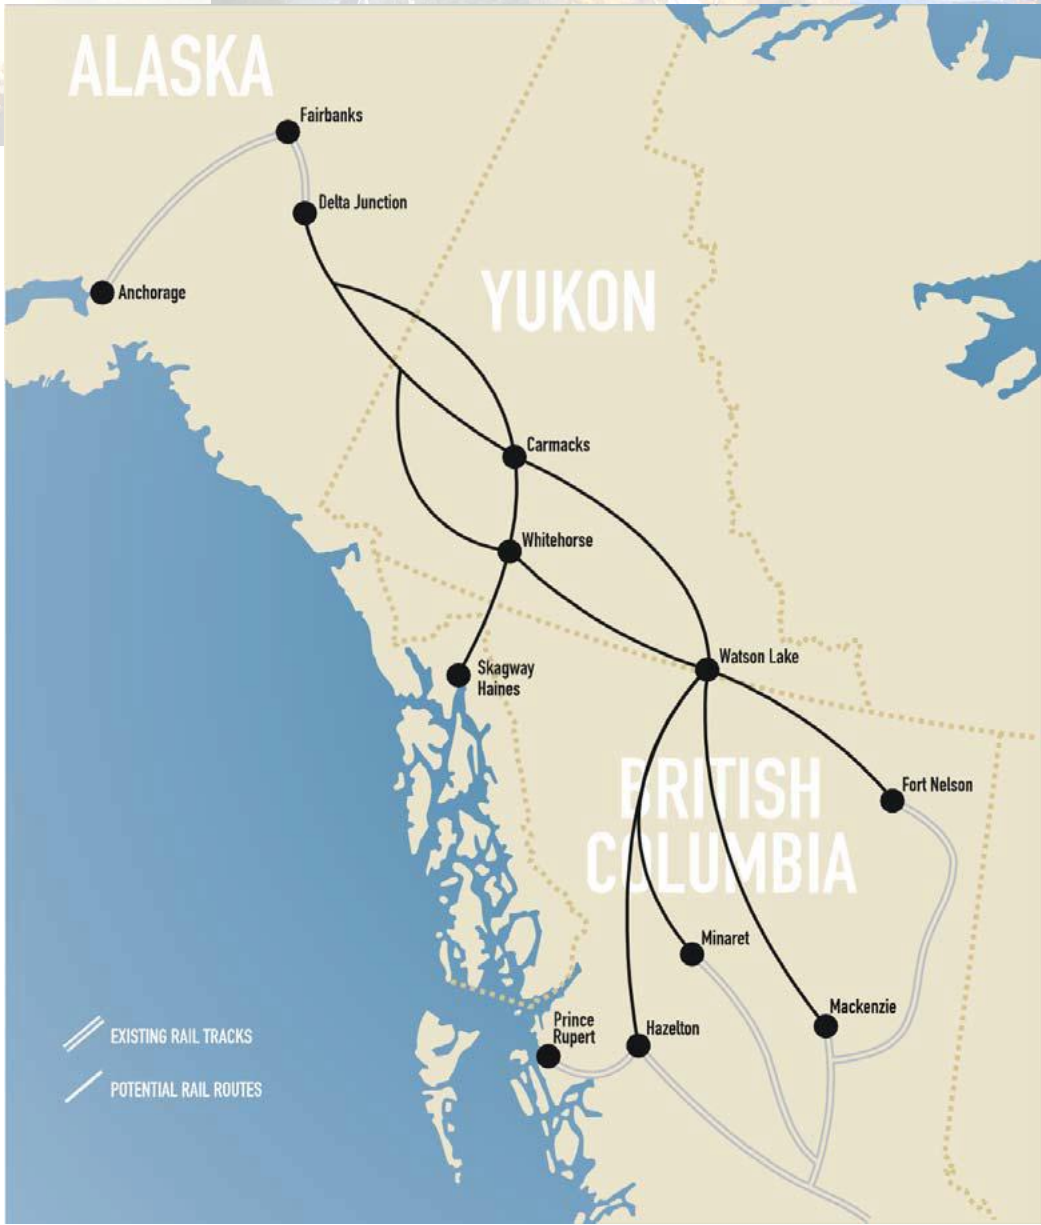 ALASKA
Fairbanks
Delta Junction
Anchorage
YUKON
Carmacks
Whitehorse
Skagway
Haines
Watson Lake
BRITISH
COLUMBIA
Fort Nelson
Minaret
Mackenzie
Prince
Rupert
Hazelton
EXISTING RAIL TRACKS
POTENTIAL RAIL ROUTES